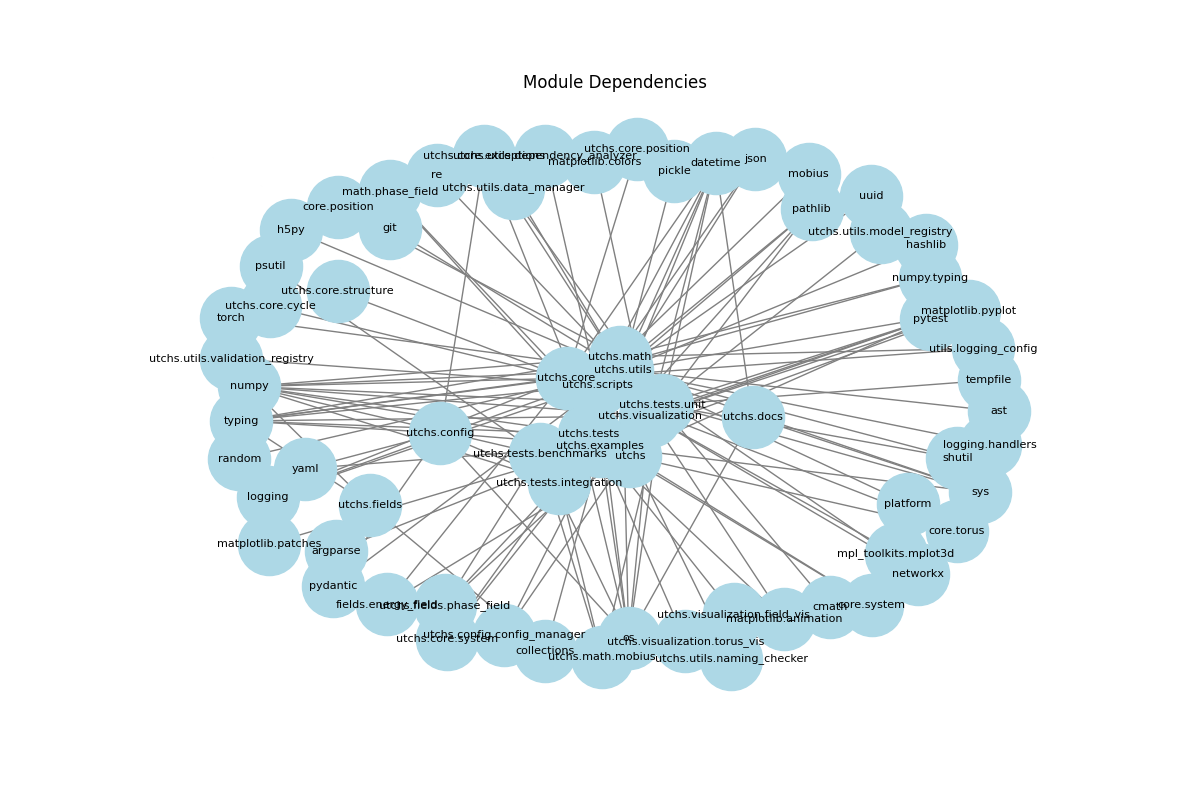 Module Dependencies
utchs.core.position
utchs.core.exceptions
utchs.utils.dependency_analyzer
matplotlib.colors
datetime
json
pickle
re
mobius
utchs.utils.data_manager
math.phase_field
uuid
core.position
pathlib
git
h5py
utchs.utils.model_registry
hashlib
psutil
numpy.typing
utchs.core.structure
utchs.core.cycle
matplotlib.pyplot
torch
pytest
utils.logging_config
utchs.utils.validation_registry
utchs.math
utchs.utils
utchs.core
tempfile
numpy
utchs.scripts
utchs.tests.unit
ast
utchs.visualization
utchs.docs
typing
utchs.config
utchs.tests
utchs.examples
logging.handlers
utchs.tests.benchmarks
utchs
shutil
random
yaml
utchs.tests.integration
sys
logging
utchs.fields
platform
core.torus
matplotlib.patches
argparse
mpl_toolkits.mplot3d
networkx
pydantic
fields.energy_field
utchs.fields.phase_field
cmath
core.system
utchs.visualization.field_vis
matplotlib.animation
utchs.config.config_manager
utchs.core.system
os
utchs.visualization.torus_vis
collections
utchs.math.mobius
utchs.utils.naming_checker